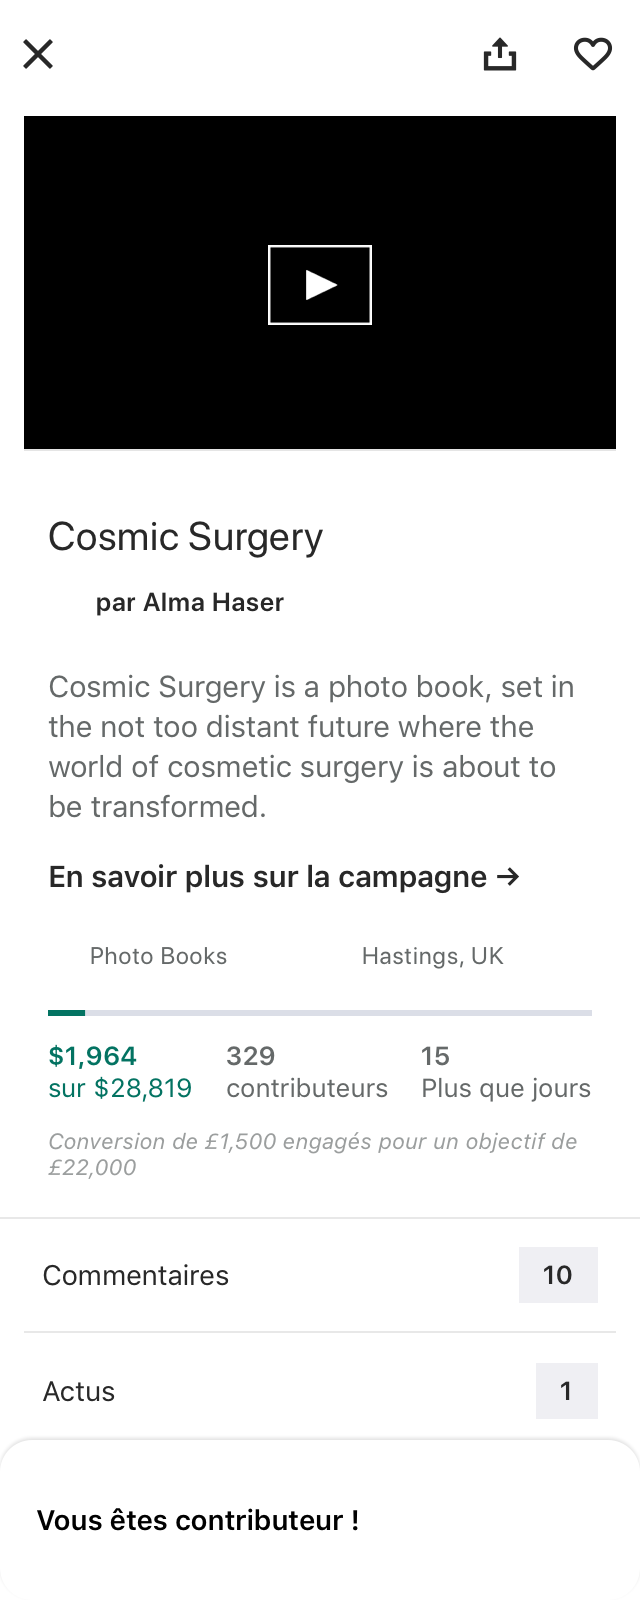 Cosmic Surgery
par Alma Haser
Cosmic Surgery is a photo book, set in
the not too distant future where the
world of cosmetic surgery is about to
be transformed.
En savoir plus sur la campagne →
Photo Books
Hastings, UK
$1,964
sur $28,819
329
contributeurs
15
Plus que jours
Conversion de £1,500 engagés pour un objectif de
£22,000
Commentaires
10
Actus
1
Vous êtes contributeur !